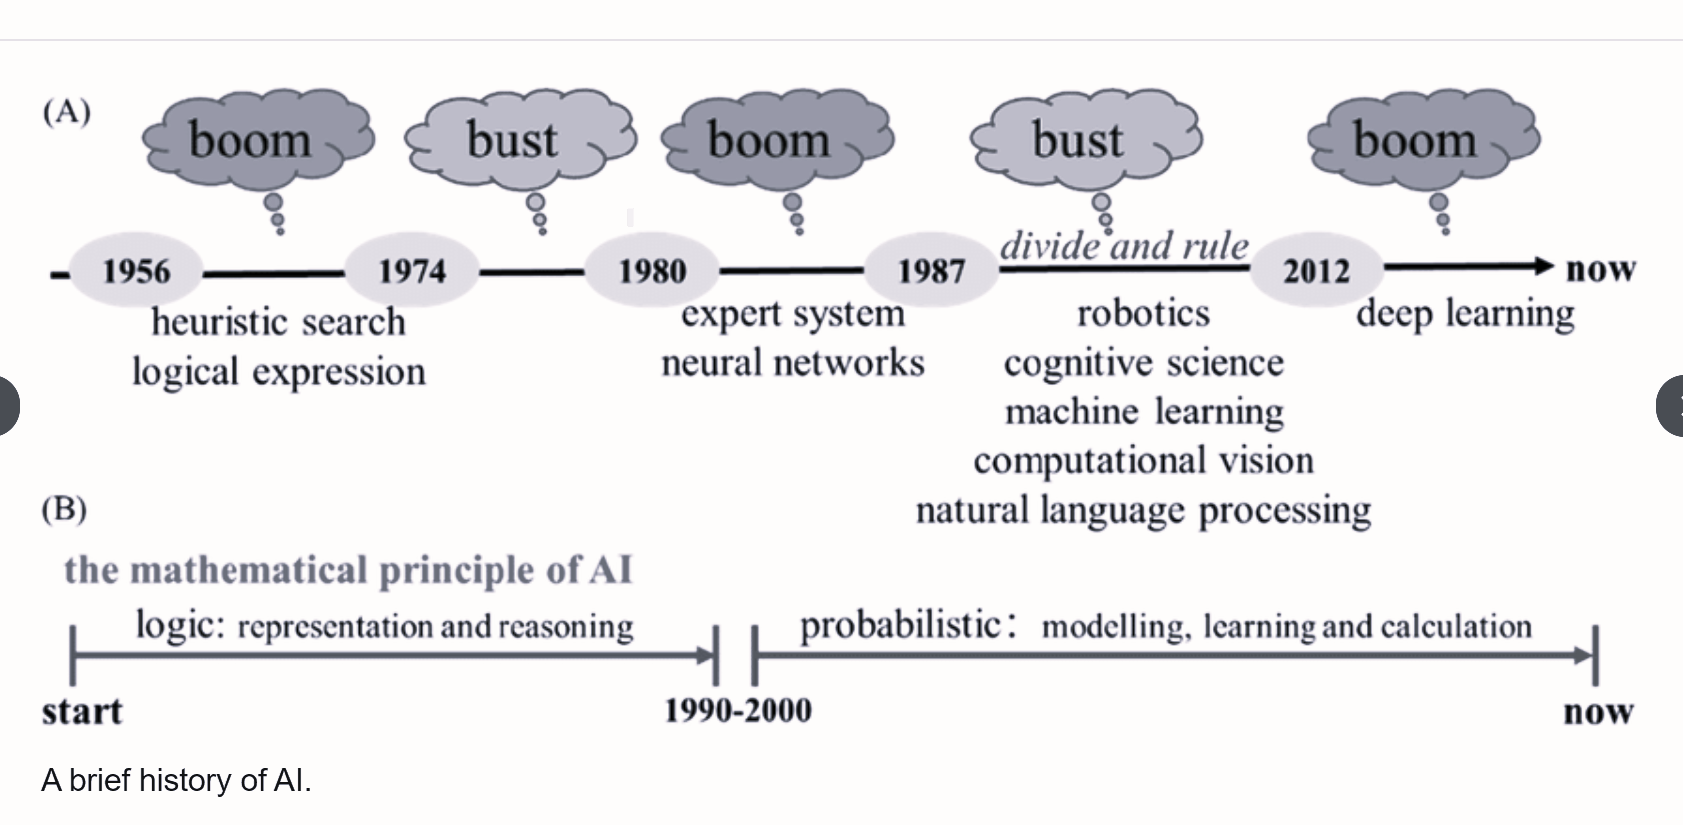 (A)
boom bust boom bust boom
divide and rule
1956 1974 1980 1987 2012 now
heuristic search
logical expression
expert system
neural networks
robotics
cognitive science
machine learning
computational vision
natural language processing
deep learning
(B)
the mathematical principle of AI
logic: representation and reasoning
probabilistic: modelling, learning and calculation
start 1990-2000 now
A brief history of AI.